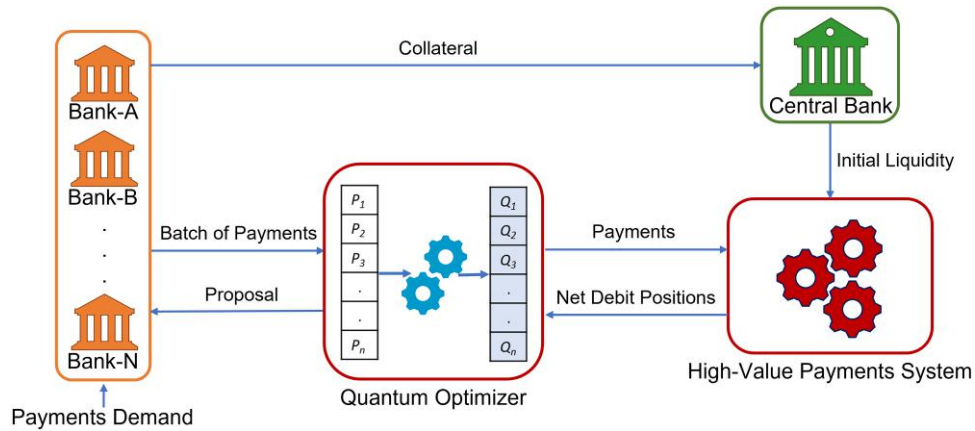 Collateral
Bank-A
Central Bank
Bank-B
Initial Liquidity
.
.
.
.
Batch of Payments
Proposal
Bank-N
Payments Demand
P1
P2
P3
.
.
Pn
Q1
Q2
Q3
.
.
Qn
Quantum Optimizer
Payments
Net Debit Positions
High-Value Payments System